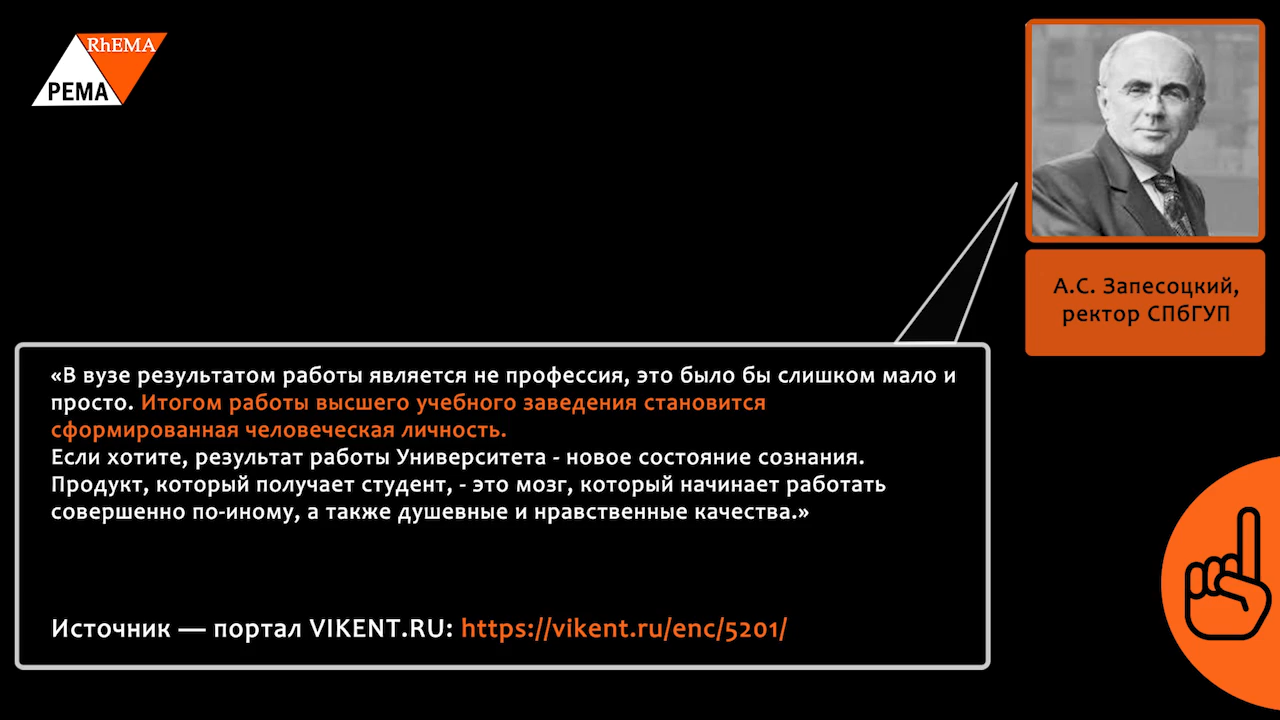 RhEMA
РЕМА
А.С. Запесоцкий,
ректор СПбГУП
«В вузе результатом работы является не профессия, это было бы слишком мало и
просто. Итогом работы высшего учебного заведения становится
сформированная человеческая личность.
Если хотите, результат работы Университета - новое состояние сознания.
Продукт, который получает студент, - это мозг, который начинает работать
совершенно по-иному, а также душевные и нравственные качества.»
Источник — портал VIKENT.RU: https://vikent.ru/enc/5201/